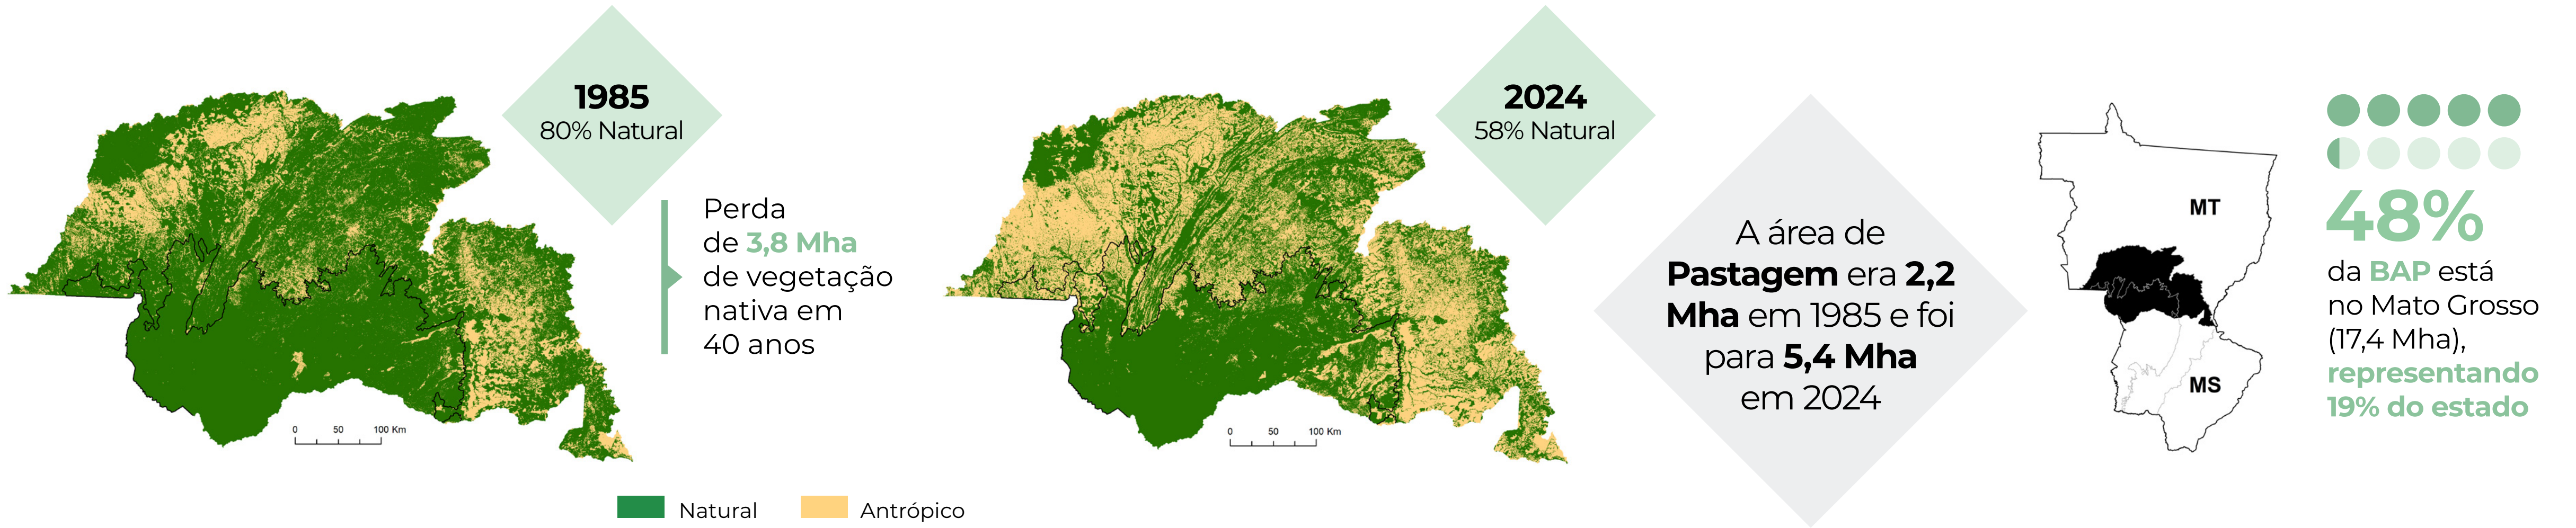 1985
80% Natural
Perda
de 3,8 Mha
de vegetação
nativa em
40 anos
0 50 100 Km
2024
58% Natural
0 50 100 Km
Natural
Antrópico
A área de
Pastagem era 2,2
Mha em 1985 e foi
para 5,4 Mha
em 2024
MT
MS
48%
da BAP está
no Mato Grosso
(17,4 Mha),
representando
19% do estado